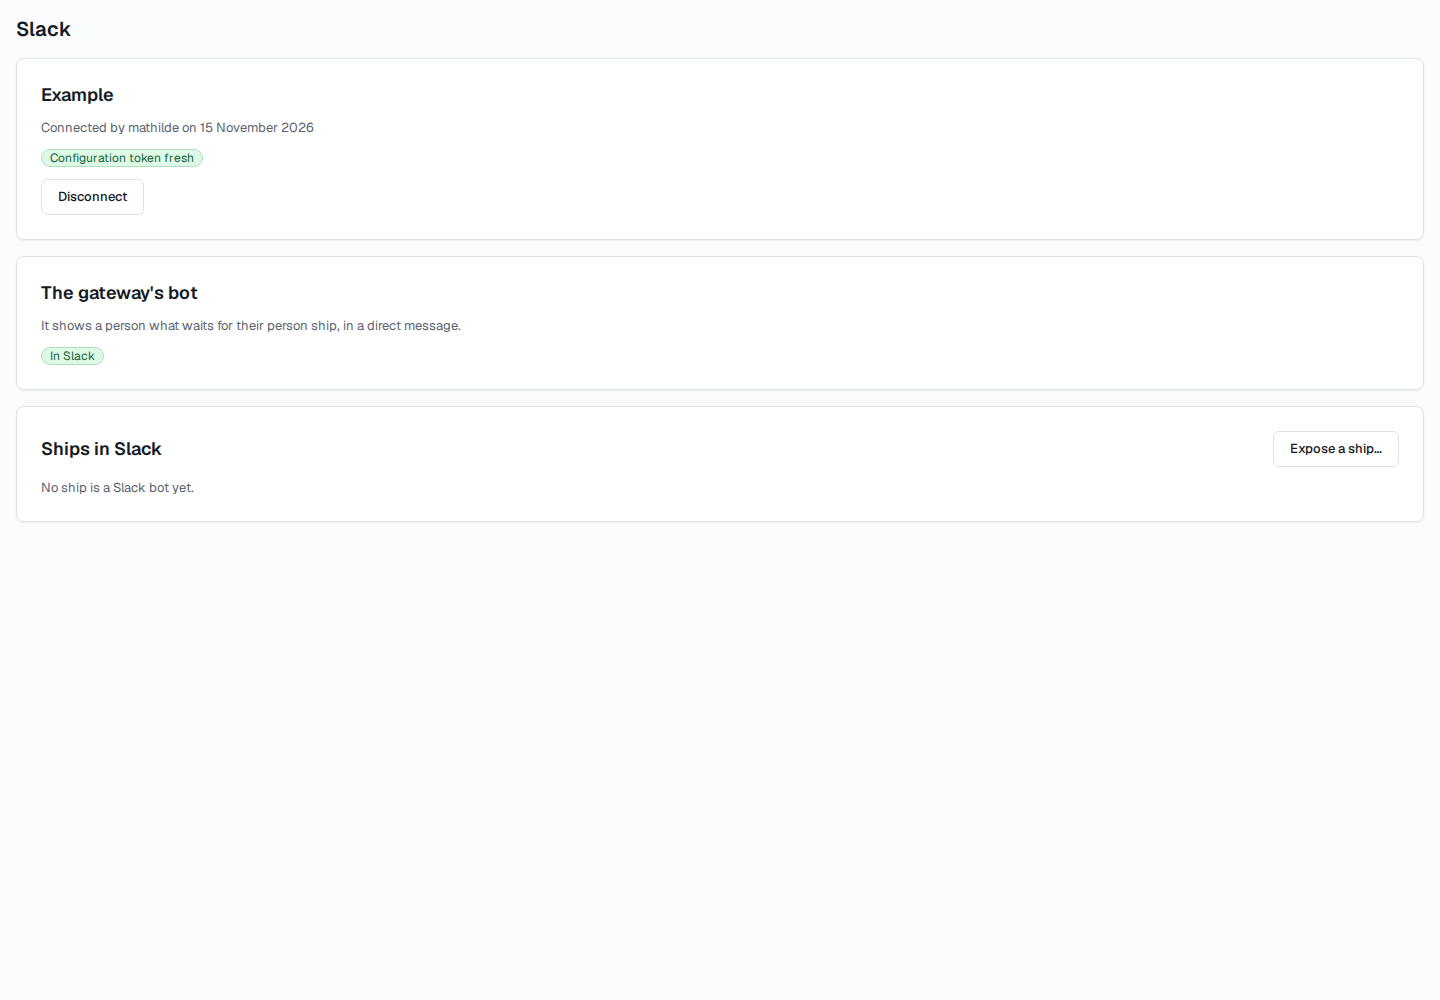 Slack
Example
Connected by mathilde on 15 November 2026
Configuration token fresh
Disconnect
The gateway's bot
It shows a person what waits for their person ship, in a direct message.
In Slack
Ships in Slack
Expose a ship...
No ship is a Slack bot yet.